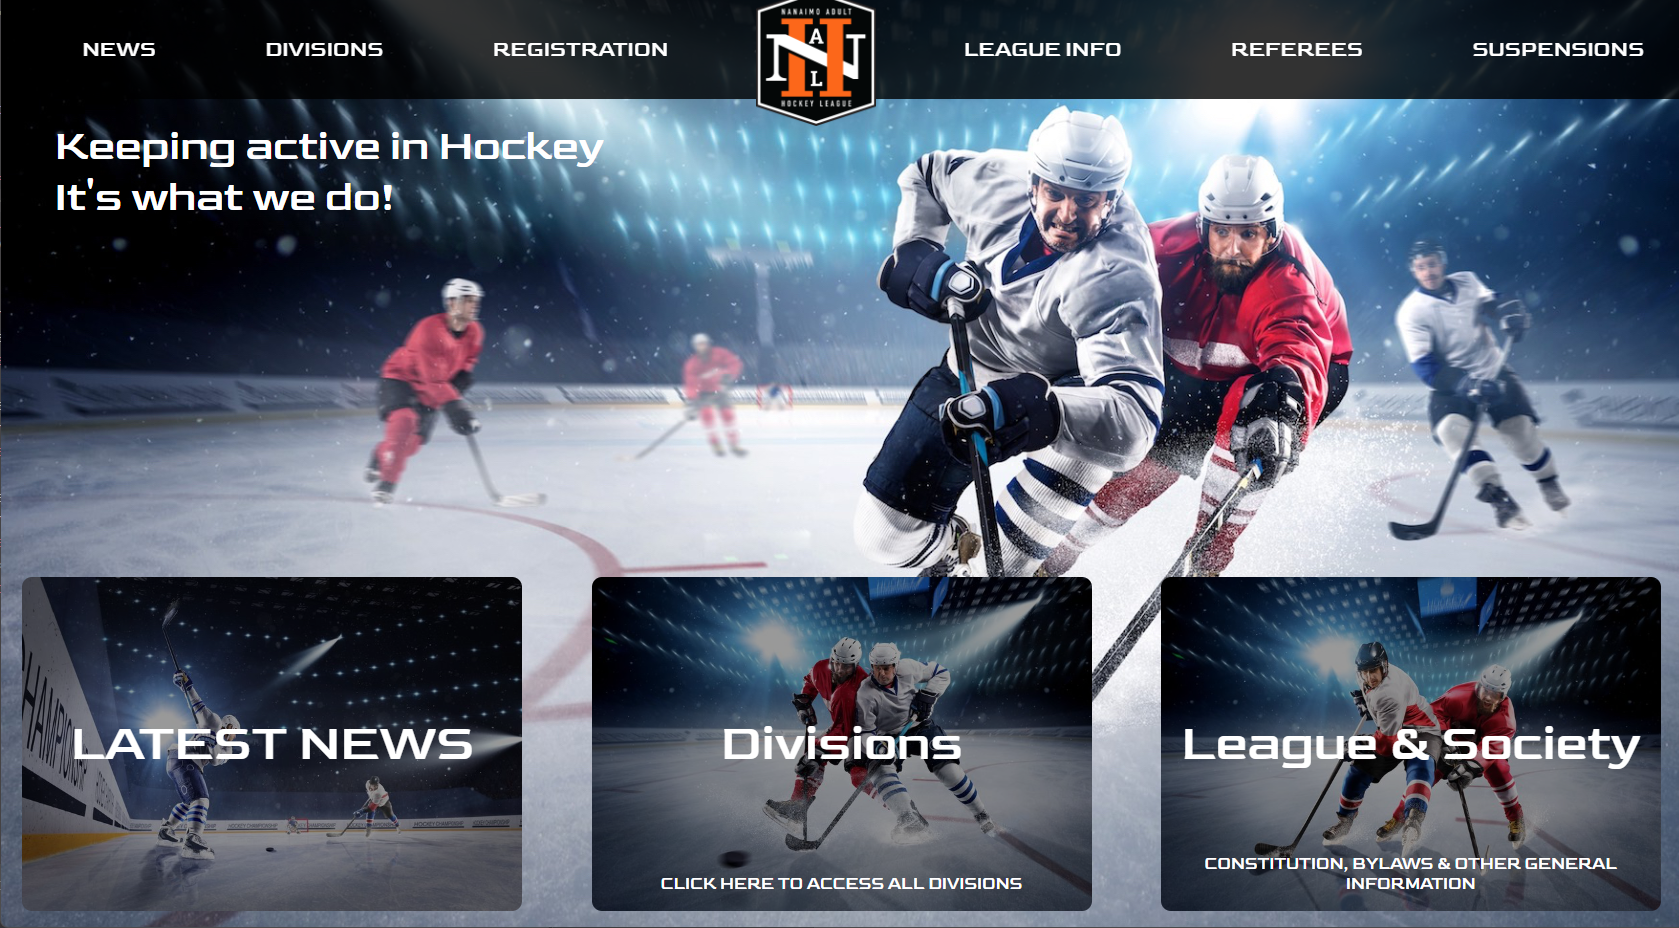 NEWS
DIVISIONS
REGISTRATION
NANAIMO ADULT
N A H L
HOCKEY LEAGUE
LEAGUE INFO
REFEREES
SUSPENSIONS
Keeping active in Hockey
It's what we do!
LATEST NEWS
Divisions
CLICK HERE TO ACCESS ALL DIVISIONS
League & Society
CONSTITUTION, BYLAWS & OTHER GENERAL
INFORMATION